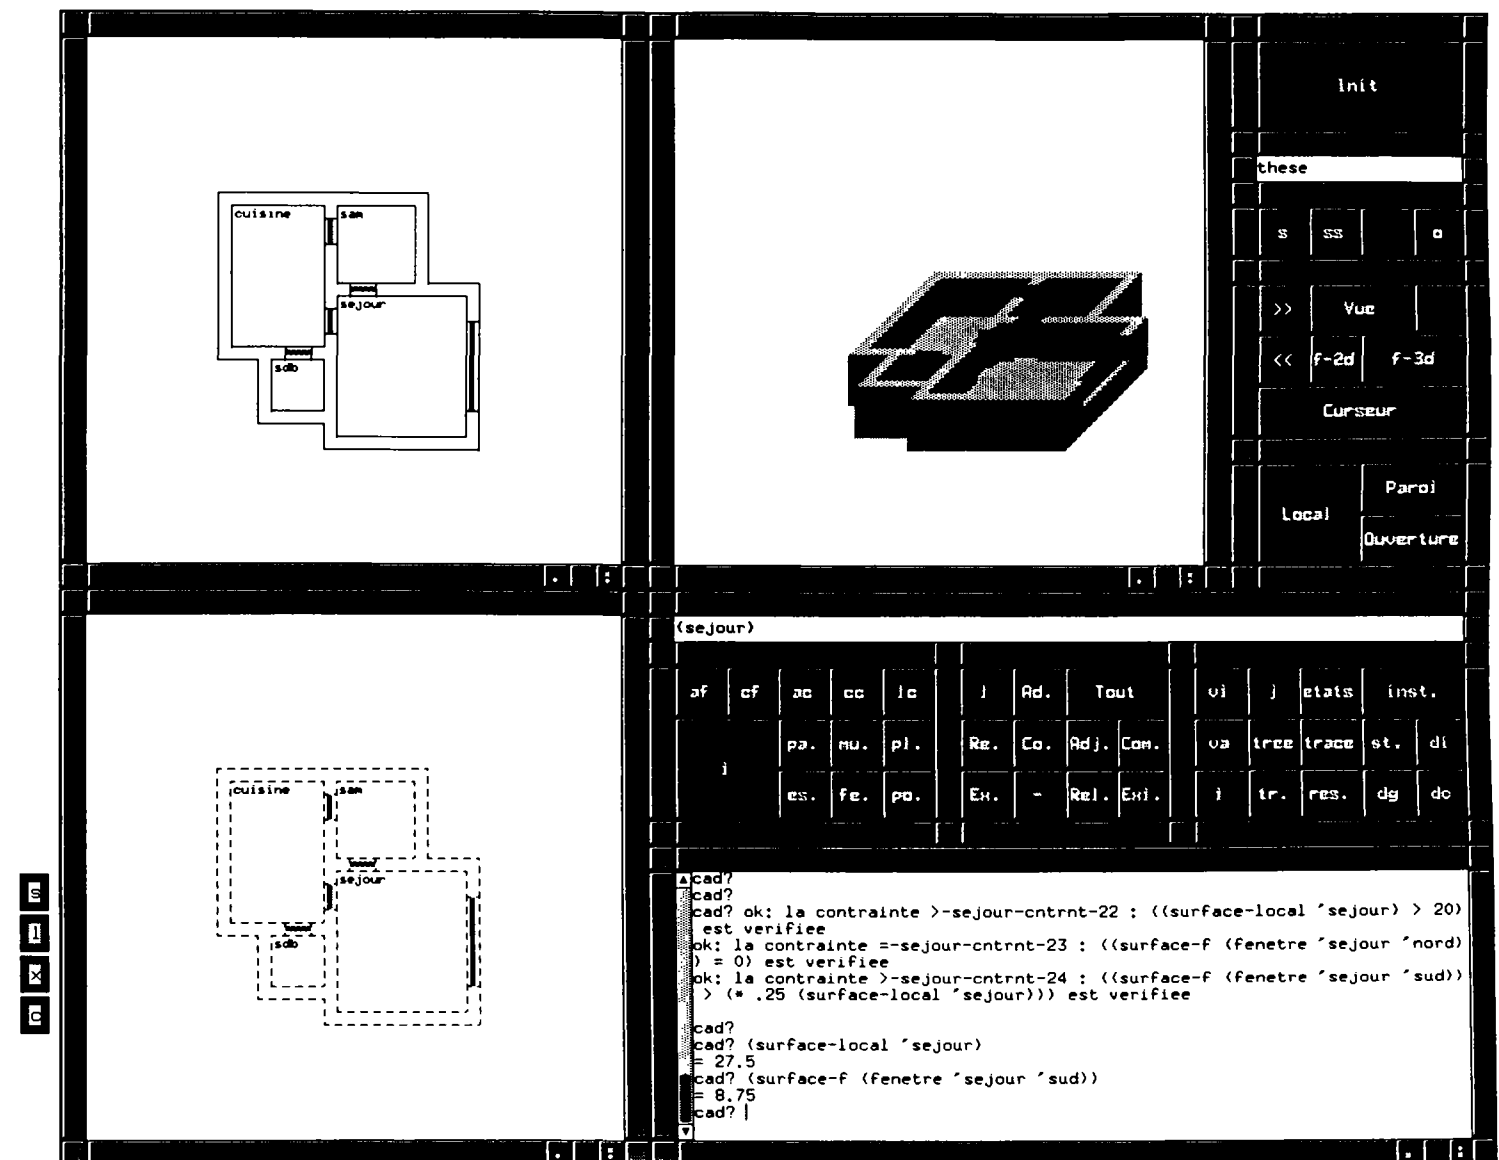 cuisine
sam
sejour
sdb
Init
these
s ss o
>> Vue
<< f-2d f-3d
Curseur
Local
Paroi
Ouverture
cuisine
sam
sejour
sdb
s
l
x
c
(sejour)
af cf ac cc lc
pa. mu. pl.
i
es. fe. po.
l Ad. Tout
Re. Co. Adj. Com.
Ex. - Rel. Exi.
vi j etats inst.
va tree trace st. di
i tr. res. dg dc
cad?
cad?
cad? ok: la contrainte >-sejour-cntrnt-22 : ((surface-local ´sejour) > 20)
est verifiee
ok: la contrainte =-sejour-cntrnt-23 : ((surface-f (fenetre ´sejour ´nord)
) = 0) est verifiee
ok: la contrainte >-sejour-cntrnt-24 : ((surface-f (fenetre ´sejour ´sud))
> (* .25 (surface-local ´sejour))) est verifiee
cad?
cad? (surface-local ´sejour)
= 27.5
cad? (surface-f (fenetre ´sejour ´sud))
= 8.75
cad?